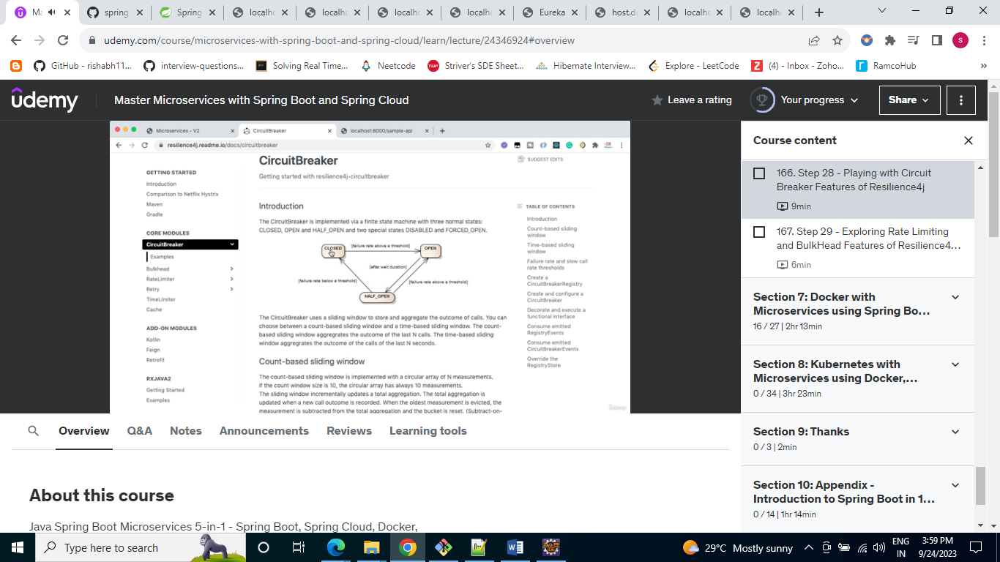 Ma
spring
Spring
localho
localho
localho
localho
Eureka
host.do
localho
localho
udemy.com/course/microservices-with-spring-boot-and-spring-cloud/learn/lecture/24346924#overview
S
GitHub - rishabh11...
interview-questions...
Solving Real Time...
Neetcode
TUF
Striver's SDE Sheet...
Hibernate Interview...
Explore - LeetCode
(4) - Inbox - Zoho...
RamcoHub
»
ûdemy
Master Microservices with Spring Boot and Spring Cloud
Leave a rating
Your progress
Share
Microservices - V2
CircuitBreaker
localhost:8000/sample-api
resilience4j.readme.io/docs/circuitbreaker
CircuitBreaker
SUGGEST EDITS
Getting started with resilience4j-circuitbreaker
GETTING STARTED
Introduction
Comparison to Netflix Hystrix
Maven
Gradle
CORE MODULES
CircuitBreaker
Examples
Bulkhead
RateLimiter
Retry
TimeLimiter
Cache
ADD-ON MODULES
Kotlin
Feign
Retrofit
RXJAVA2
Getting Started
Examples
Introduction
The CircuitBreaker is implemented via a finite state machine with three normal states:
CLOSED, OPEN and HALF_OPEN and two special states DISABLED and FORCED_OPEN.
CLOSED
[failure rate above a threshold]
OPEN
[after wait duration]
[failure rate below a threshold]
[failure rate above a threshold]
HALF_OPEN
The CircuitBreaker uses a sliding window to store and aggregate the outcome of calls. You can
choose between a count-based sliding window and a time-based sliding window. The count-
based sliding window aggregrates the outcome of the last N calls. The time-based sliding
window aggregrates the outcome of the calls of the last N seconds.
Count-based sliding window
The count-based sliding window is implemented with a circular array of N measurements.
If the count window size is 10, the circular array has always 10 measurements.
The sliding window incrementally updates a total aggregation. The total aggregation is
updated when a new call outcome is recorded. When the oldest measurement is evicted, the
measurement is subtracted from the total aggregation and the bucket is reset. (Subtract-on-
TABLE OF CONTENTS
Introduction
Count-based sliding
window
Time-based sliding
window
Failure rate and slow call
rate thresholds
Create a
CircuitBreakerRegistry
Create and configure a
CircuitBreaker
Decorate and execute a
functional interface
Consume emitted
RegistryEvents
Consume emitted
CircuitBreakerEvents
Override the
RegistryStore
Udemy
Course content
166. Step 28 - Playing with Circuit
Breaker Features of Resilience4j
9min
167. Step 29 - Exploring Rate Limiting
and BulkHead Features of Resilience4...
6min
Section 7: Docker with
Microservices using Spring Bo...
16 / 27 | 2hr 13min
Section 8: Kubernetes with
Microservices using Docker,...
0 / 34 | 3hr 23min
Section 9: Thanks
0 / 3 | 2min
Section 10: Appendix -
Introduction to Spring Boot in 1...
0 / 14 | 1hr 14min
Overview
Q&A
Notes
Announcements
Reviews
Learning tools
About this course
Java Spring Boot Microservices 5-in-1 - Spring Boot, Spring Cloud, Docker,
Type here to search
29°C Mostly sunny
ENG
IN
3:59 PM
9/24/2023